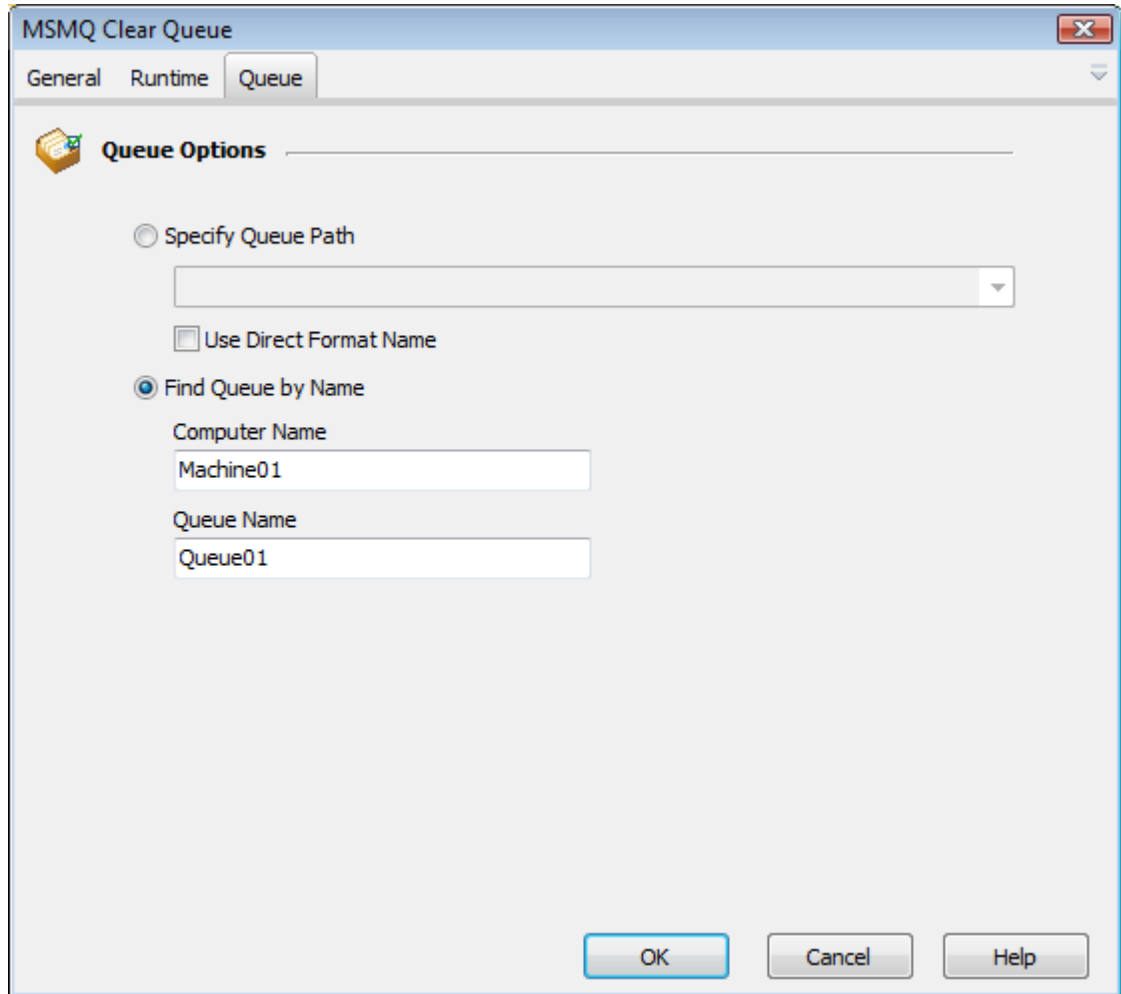 MSMQ Clear Queue
General Runtime Queue
Queue Options
Specify Queue Path
Use Direct Format Name
Find Queue by Name
Computer Name
Machine01
Queue Name
Queue01
OK Cancel Help